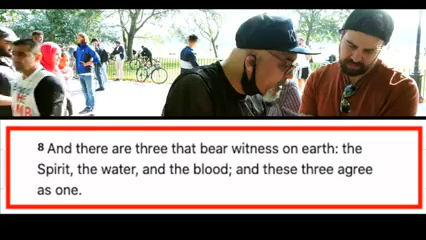 8 And there are three that bear witness on earth: the
Spirit, the water, and the blood; and these three agree
as one.